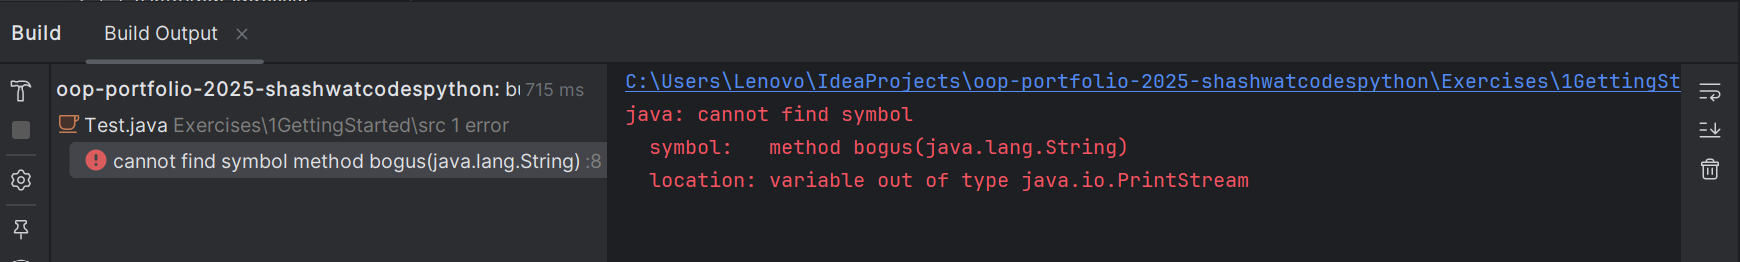 Build
Build Output
oop-portfolio-2025-shashwatcodespython: bu 715 ms
Test.java Exercises\1GettingStarted\src 1 error
cannot find symbol method bogus(java.lang.String) :8
C:\Users\Lenovo\IdeaProjects\oop-portfolio-2025-shashwatcodespython\Exercises\1GettingSt
java: cannot find symbol
symbol: method bogus(java.lang.String)
location: variable out of type java.io.PrintStream